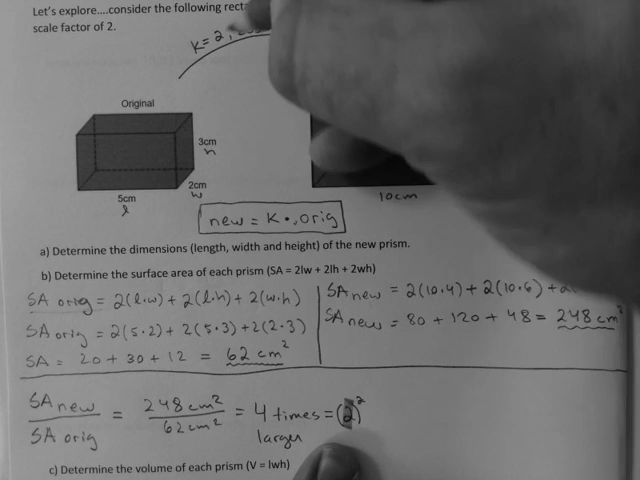 Let's explore....consider the following
scale factor of 2.
K = 2
Original
3cm
h
2cm
w
5cm
l
10cm
new = K • orig
a) Determine the dimensions (length, width and height) of the new prism.
b) Determine the surface area of each prism (SA = 2lw + 2lh + 2wh)
SA orig = 2(l·w) + 2(l·h) + 2(w·h)
SA orig = 2(5·2) + 2(5·3) + 2(2·3)
SA = 20 + 30 + 12 = 62 cm²
SA new = 2(10·4) + 2(10·6) +
SA new = 80 + 120 + 48 = 248 cm²
SA new / SA orig = 248 cm² / 62 cm² = 4 times = (2)²
larger
c) Determine the volume of each prism (V = lwh)